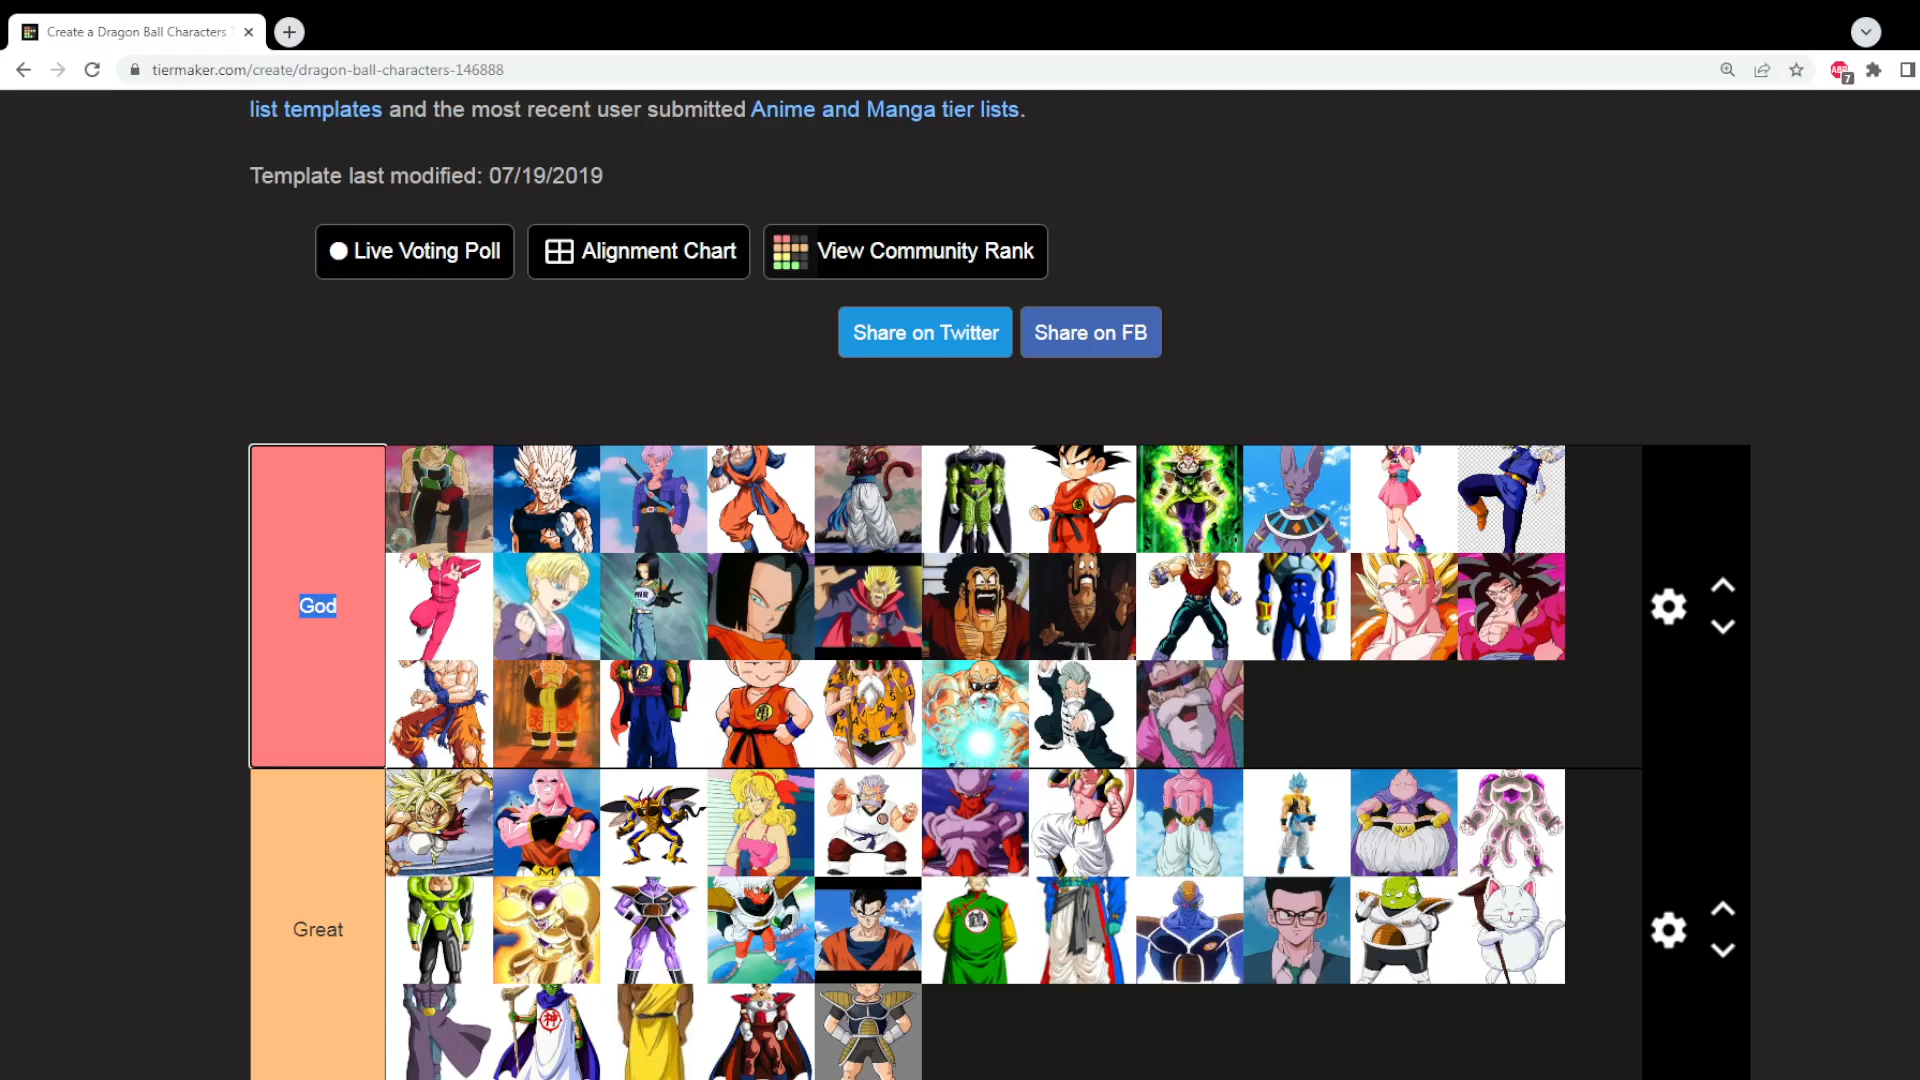 Create a Dragon Ball Characters
tiermaker.com/create/dragon-ball-characters-146888
ABP
7
list templates and the most recent user submitted Anime and Manga tier lists.
Template last modified: 07/19/2019
Live Voting Poll
Alignment Chart
View Community Rank
Share on Twitter
Share on FB
God
Great